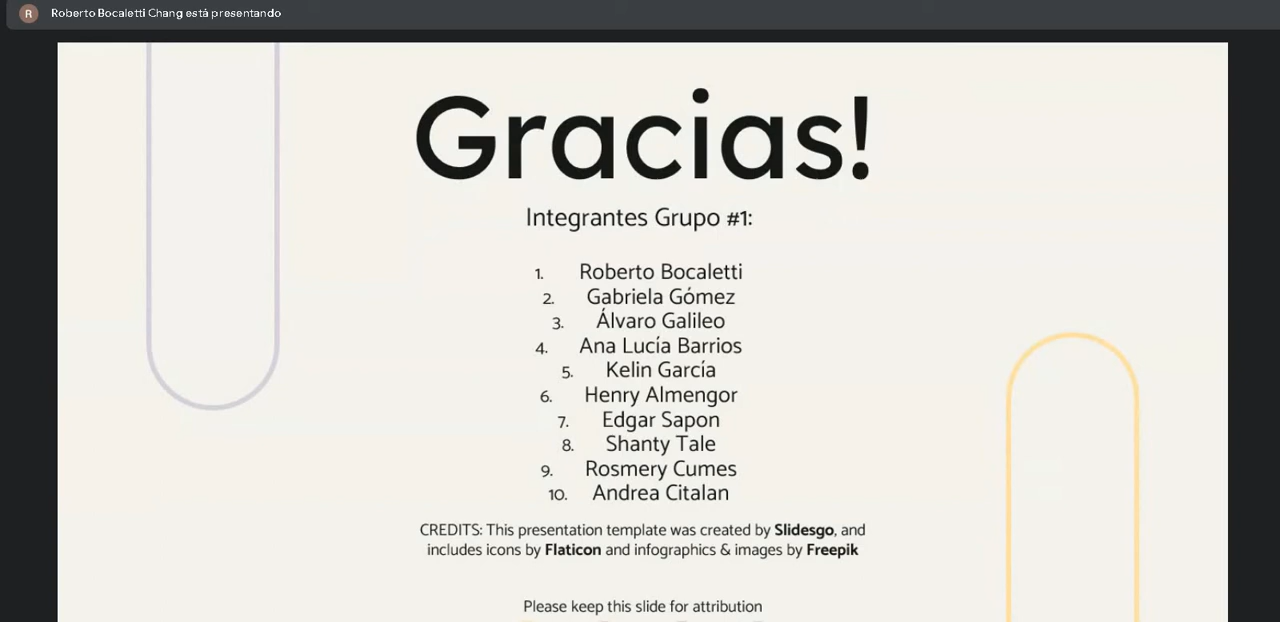 R Roberto Bocaletti Chang está presentando
Gracias!
Integrantes Grupo #1:
1. Roberto Bocaletti
2. Gabriela Gómez
3. Álvaro Galileo
4. Ana Lucía Barrios
5. Kelin García
6. Henry Almengor
7. Edgar Sapon
8. Shanty Tale
9. Rosmery Cumes
10. Andrea Citalan
CREDITS: This presentation template was created by Slidesgo, and
includes icons by Flaticon and infographics & images by Freepik
Please keep this slide for attribution